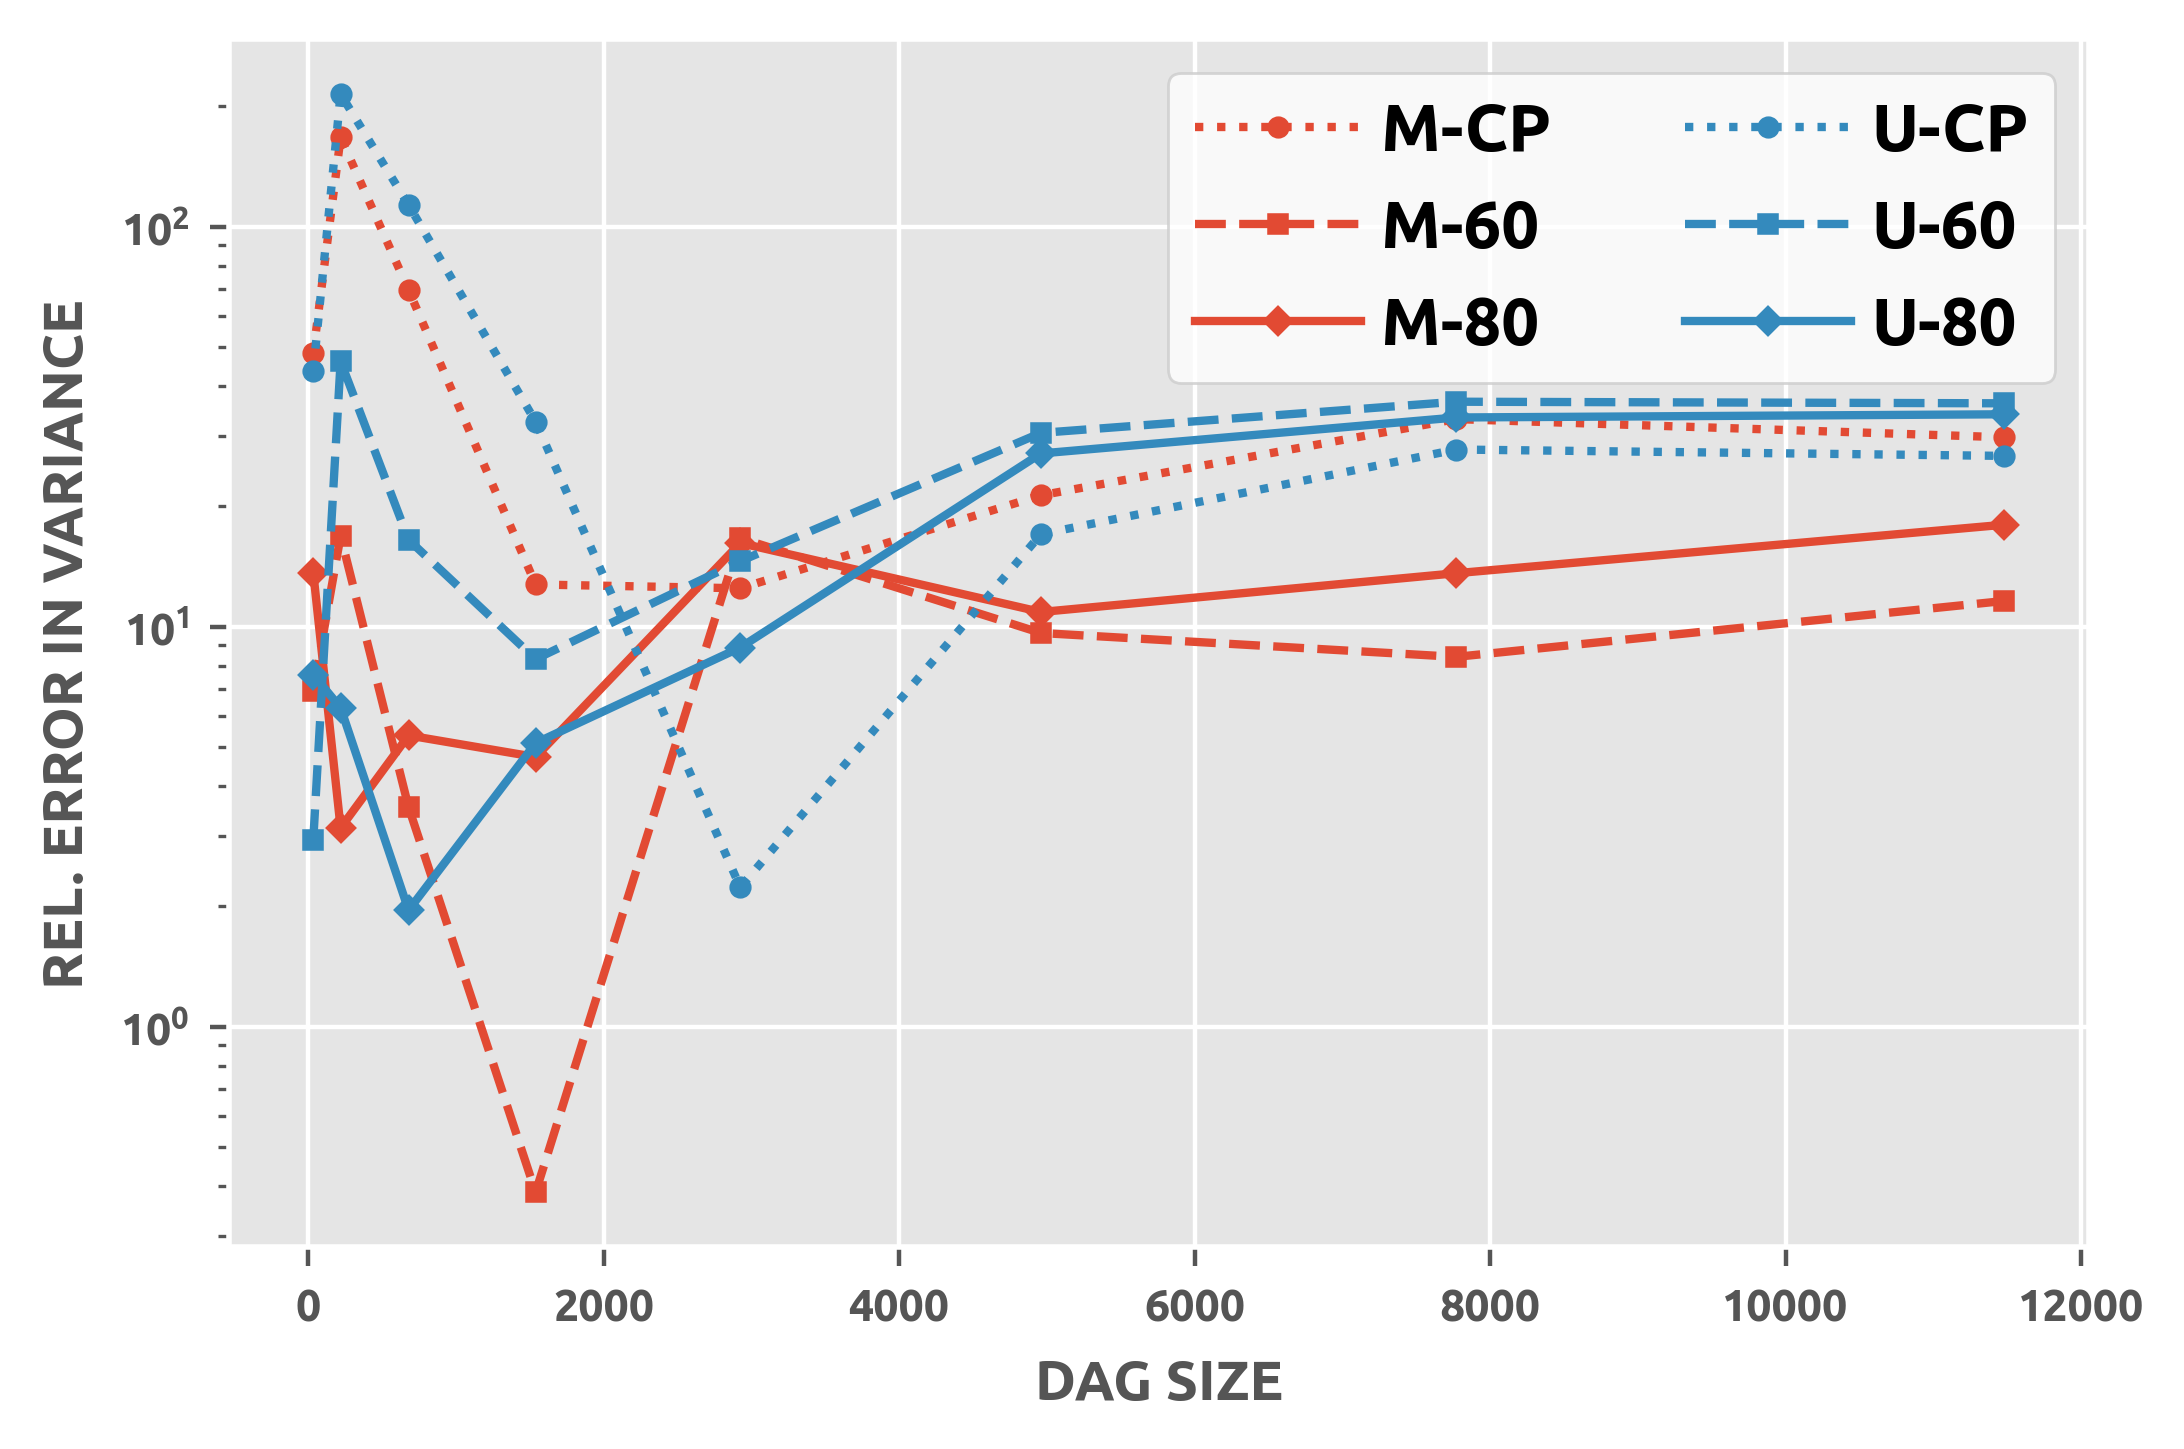 M-CP U-CP
M-60 U-60
M-80 U-80
REL. ERROR IN VARIANCE
10²
10¹
10⁰
0 2000 4000 6000 8000 10000 12000
DAG SIZE